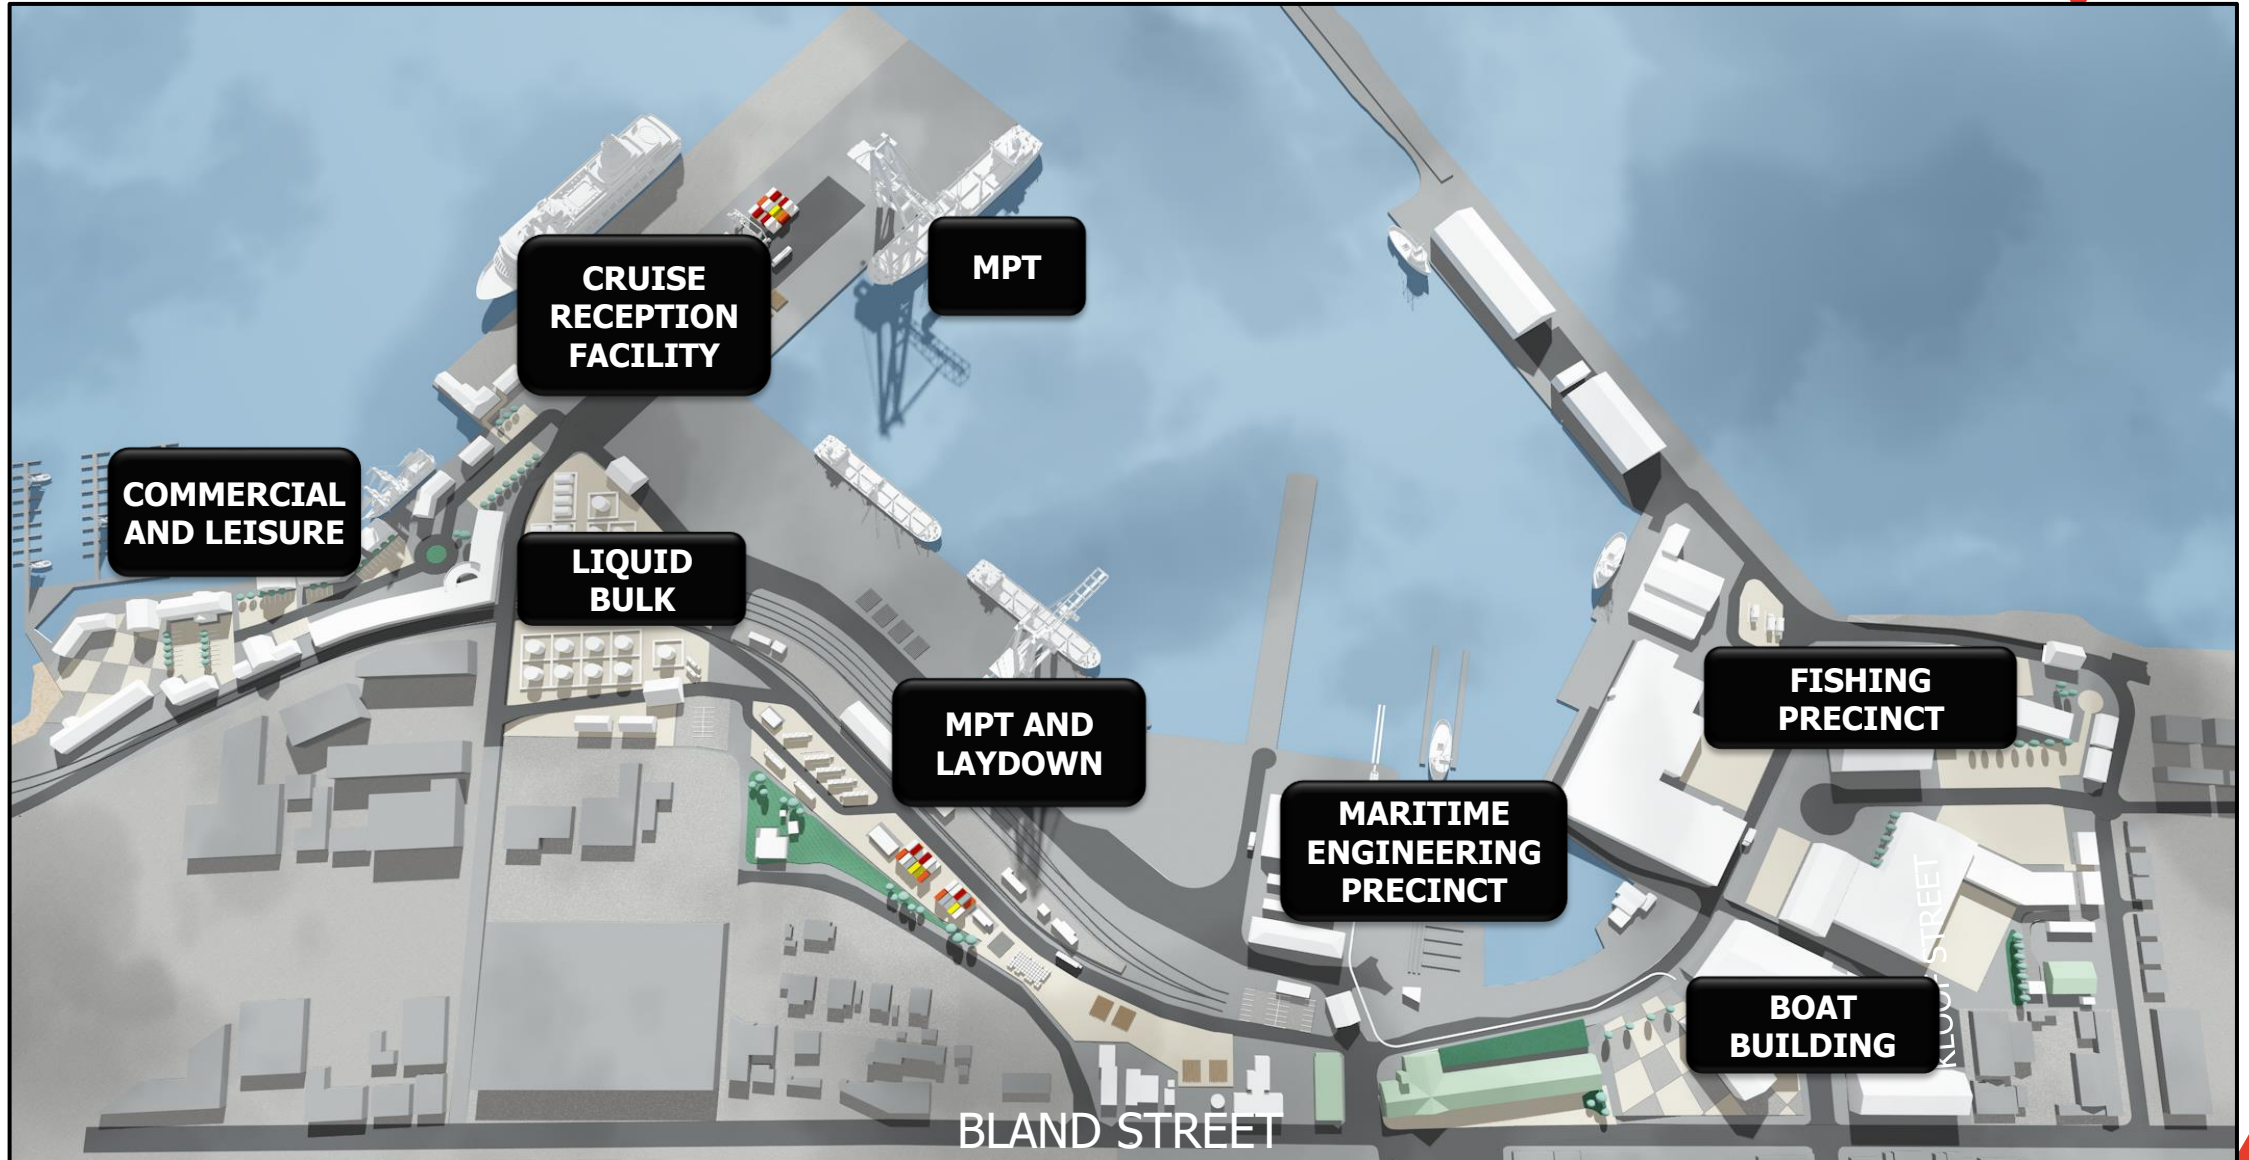 CRUISE
RECEPTION
FACILITY
MPT
COMMERCIAL
AND LEISURE
LIQUID
BULK
MPT AND
LAYDOWN
FISHING
PRECINCT
MARITIME
ENGINEERING
PRECINCT
BOAT
BUILDING
STREET
BLAND STREET